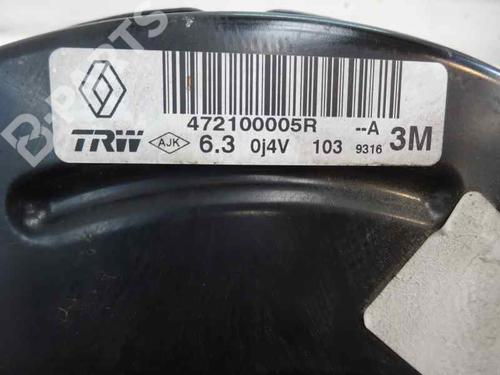 B-PARTS
472100005R --A
TRW AJK 6.3 0j4V 103 9316 3M